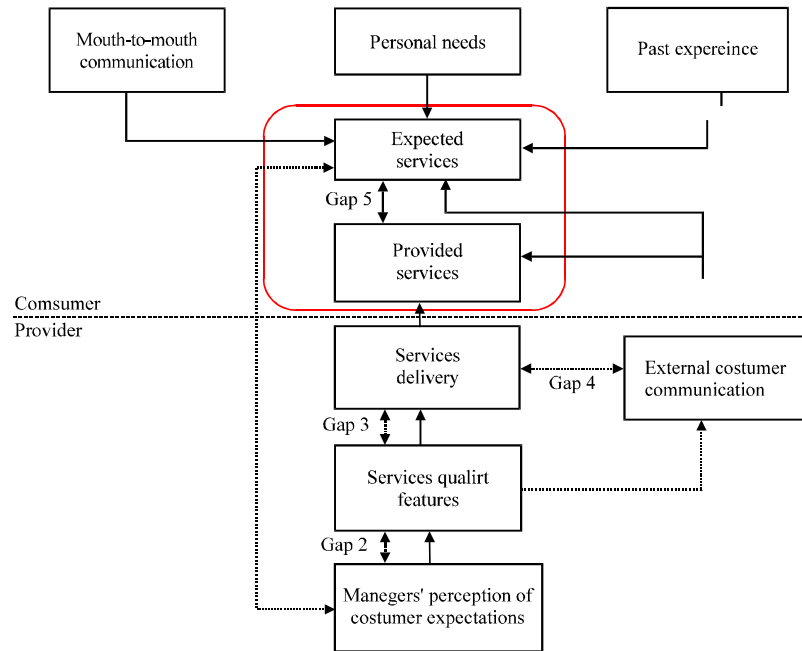 Mouth-to-mouth
communication
Personal needs
Past expereince
Expected
services
Gap 5
Provided
services
Comsumer
Provider
Services
delivery
Gap 4
External costumer
communication
Gap 3
Services qualirt
features
Gap 2
Manegers' perception of
costumer expectations